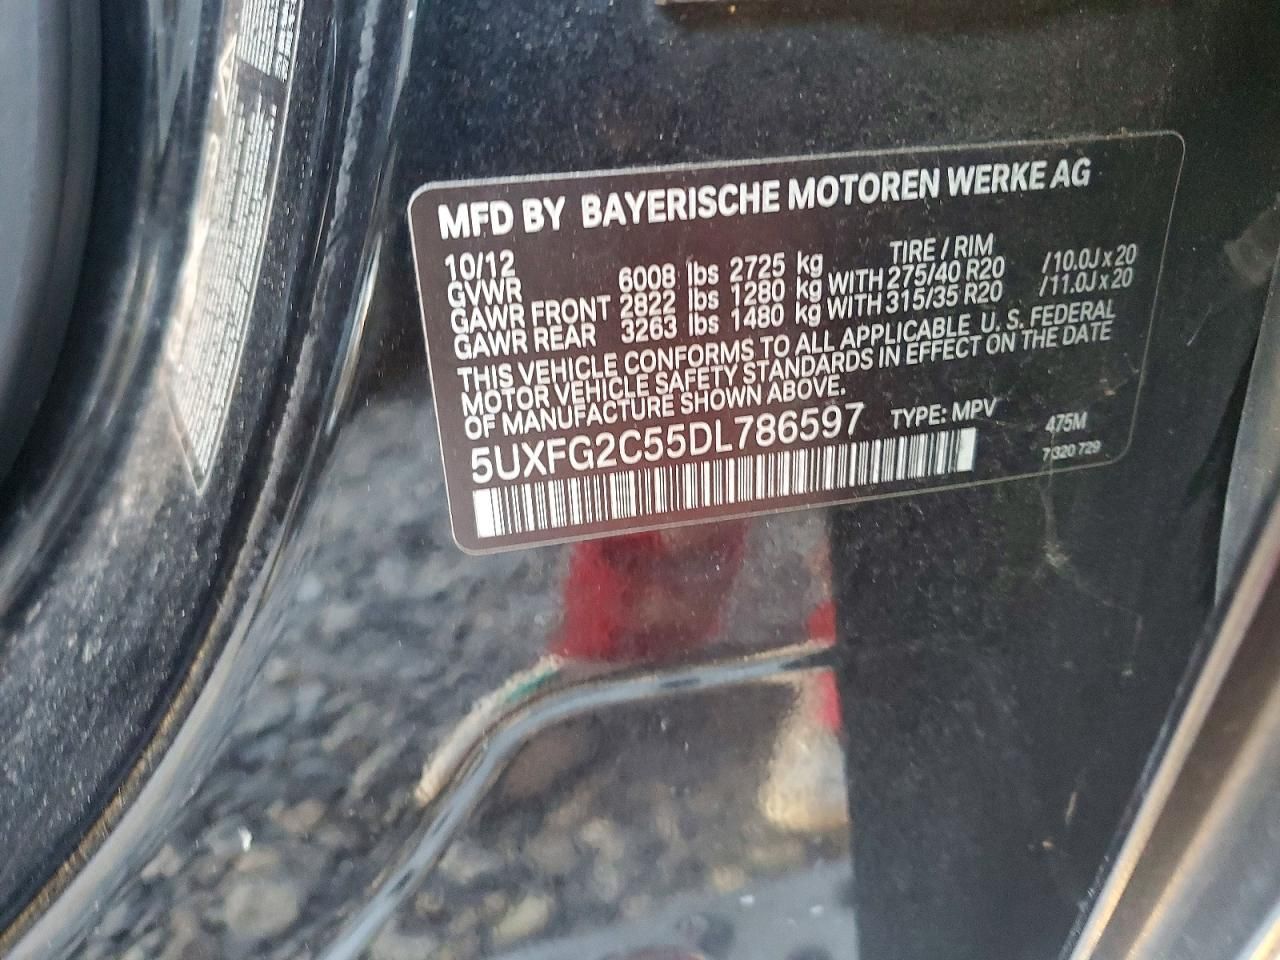 MFD BY BAYERISCHE MOTOREN WERKE AG
10/12 TIRE / RIM
GVWR 6008 lbs 2725 kg
GAWR FRONT 2822 lbs 1280 kg WITH 275/40 R20 /10.0J x 20
GAWR REAR 3263 lbs 1480 kg WITH 315/35 R20 /11.0J x 20
THIS VEHICLE CONFORMS TO ALL APPLICABLE U.S. FEDERAL
MOTOR VEHICLE SAFETY STANDARDS IN EFFECT ON THE DATE
OF MANUFACTURE SHOWN ABOVE.
5UXFG2C55DL786597 TYPE: MPV 475M
7 320 729